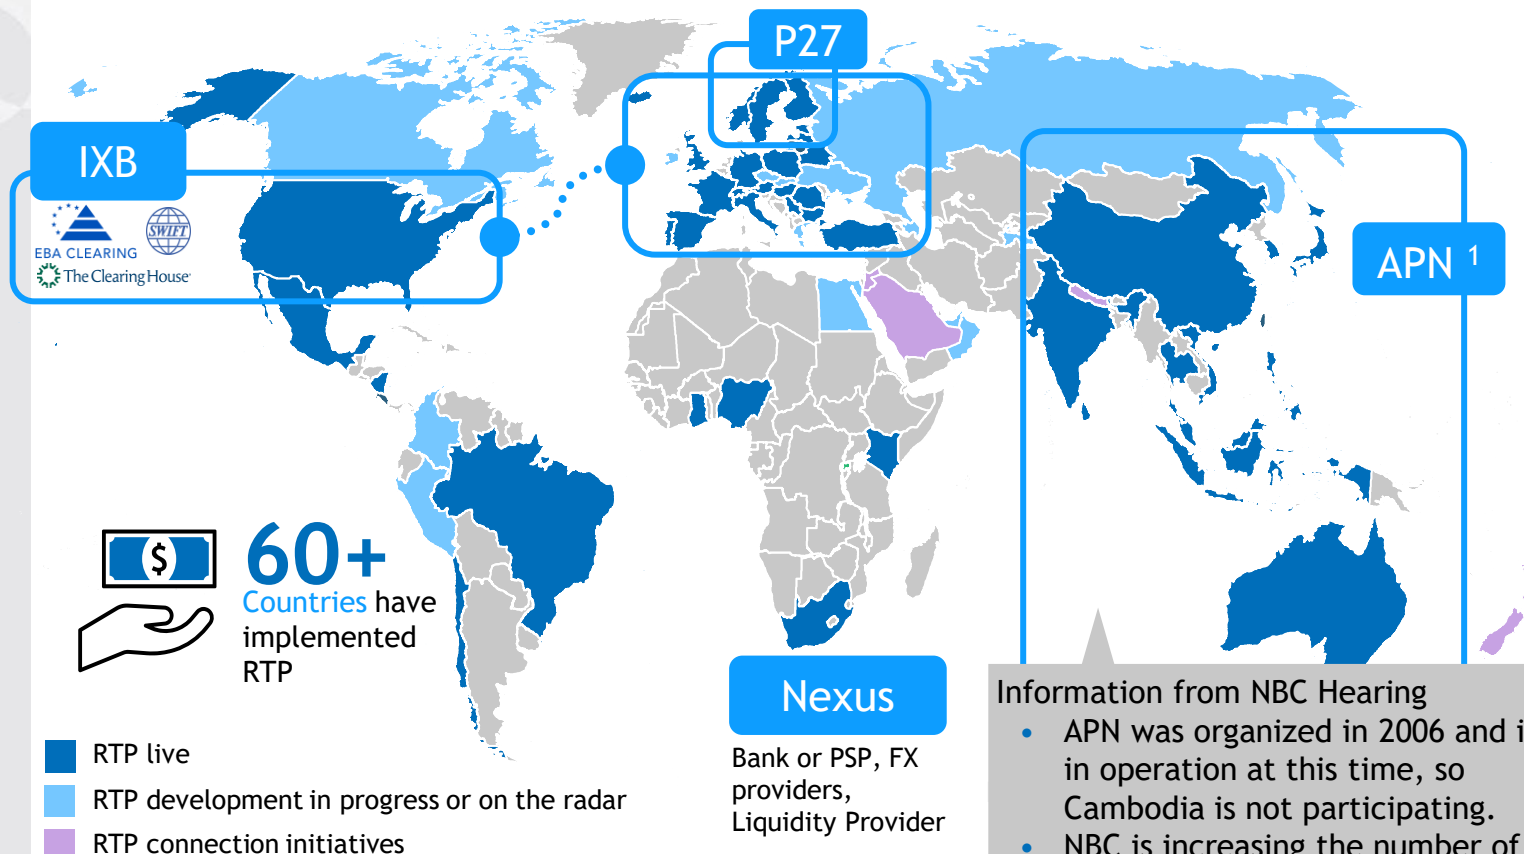 P27
IXB
EBA CLEARING
SWIFT
The Clearing House
APN 1
$
60+
Countries have
implemented
RTP
RTP live
RTP development in progress or on the radar
RTP connection initiatives
Nexus
Bank or PSP, FX
providers,
Liquidity Provider
Information from NBC Hearing
• APN was organized in 2006 and i
in operation at this time, so
Cambodia is not participating.
• NBC is increasing the number of